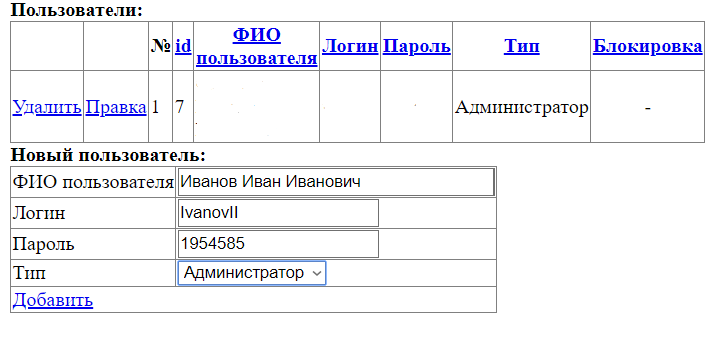 Пользователи:
№ id ФИО пользователя Логин Пароль Тип Блокировка
Удалить Правка 1 7 Администратор -
Новый пользователь:
ФИО пользователя Иванов Иван Иванович
Логин IvanovII
Пароль 1954585
Тип Администратор
Добавить